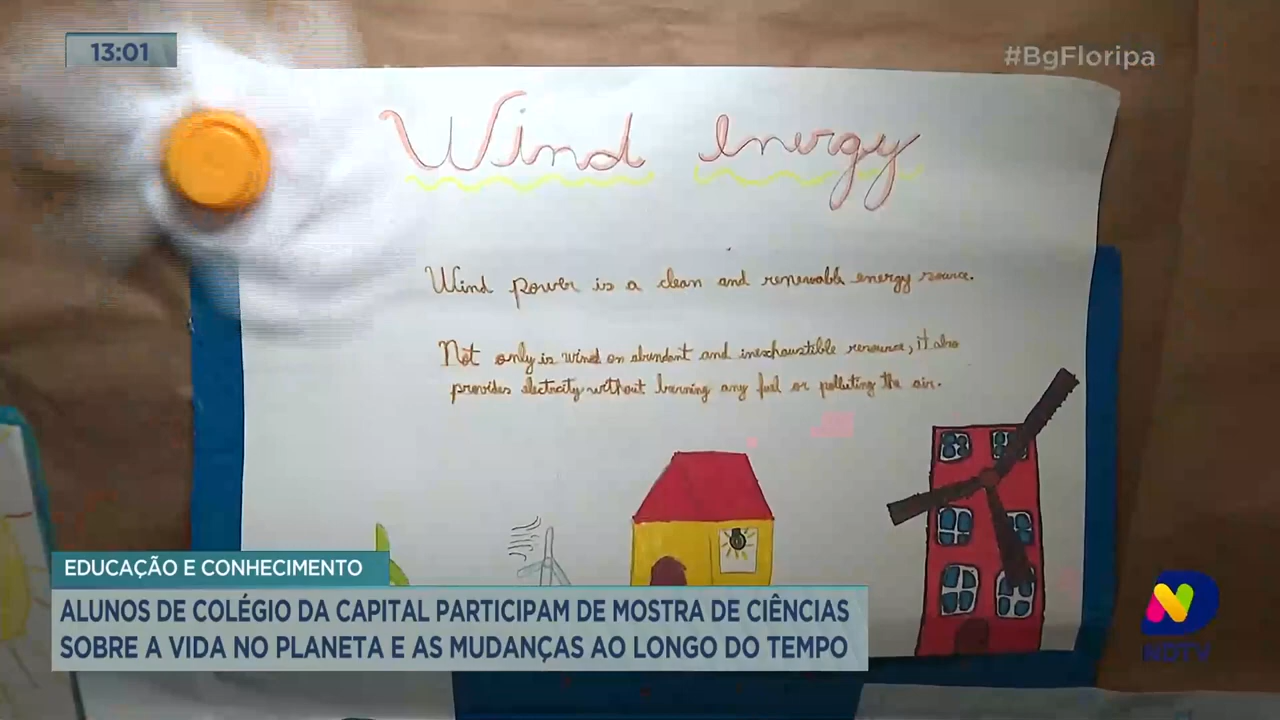 13:01
#BgFloripa
Wind energy
Wind power is a clean and renewable energy source.
Not only is wind an abundant and inexhaustible resource, it also
provides electricity without burning any fuel or polluting the air.
EDUCAÇÃO E CONHECIMENTO
ALUNOS DE COLÉGIO DA CAPITAL PARTICIPAM DE MOSTRA DE CIÊNCIAS
SOBRE A VIDA NO PLANETA E AS MUDANÇAS AO LONGO DO TEMPO
NDTV